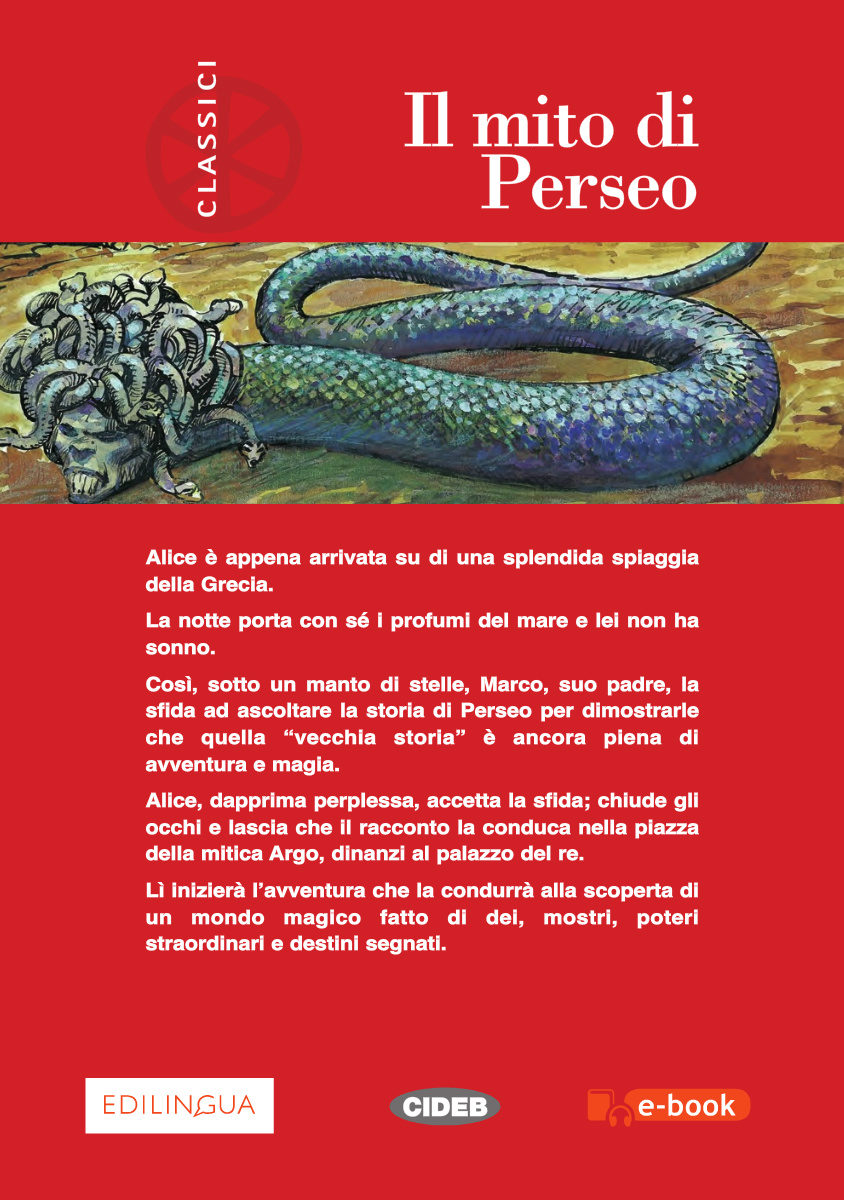 CLASSICI
Il mito di
Perseo
Alice è appena arrivata su di una splendida spiaggia
della Grecia.
La notte porta con sé i profumi del mare e lei non ha
sonno.
Così, sotto un manto di stelle, Marco, suo padre, la
sfida ad ascoltare la storia di Perseo per dimostrarle
che quella “vecchia storia” è ancora piena di
avventura e magia.
Alice, dapprima perplessa, accetta la sfida; chiude gli
occhi e lascia che il racconto la conduca nella piazza
della mitica Argo, dinanzi al palazzo del re.
Lì inizierà l’avventura che la condurrà alla scoperta di
un mondo magico fatto di dei, mostri, poteri
straordinari e destini segnati.
EDILINGUA
CIDEB
e-book